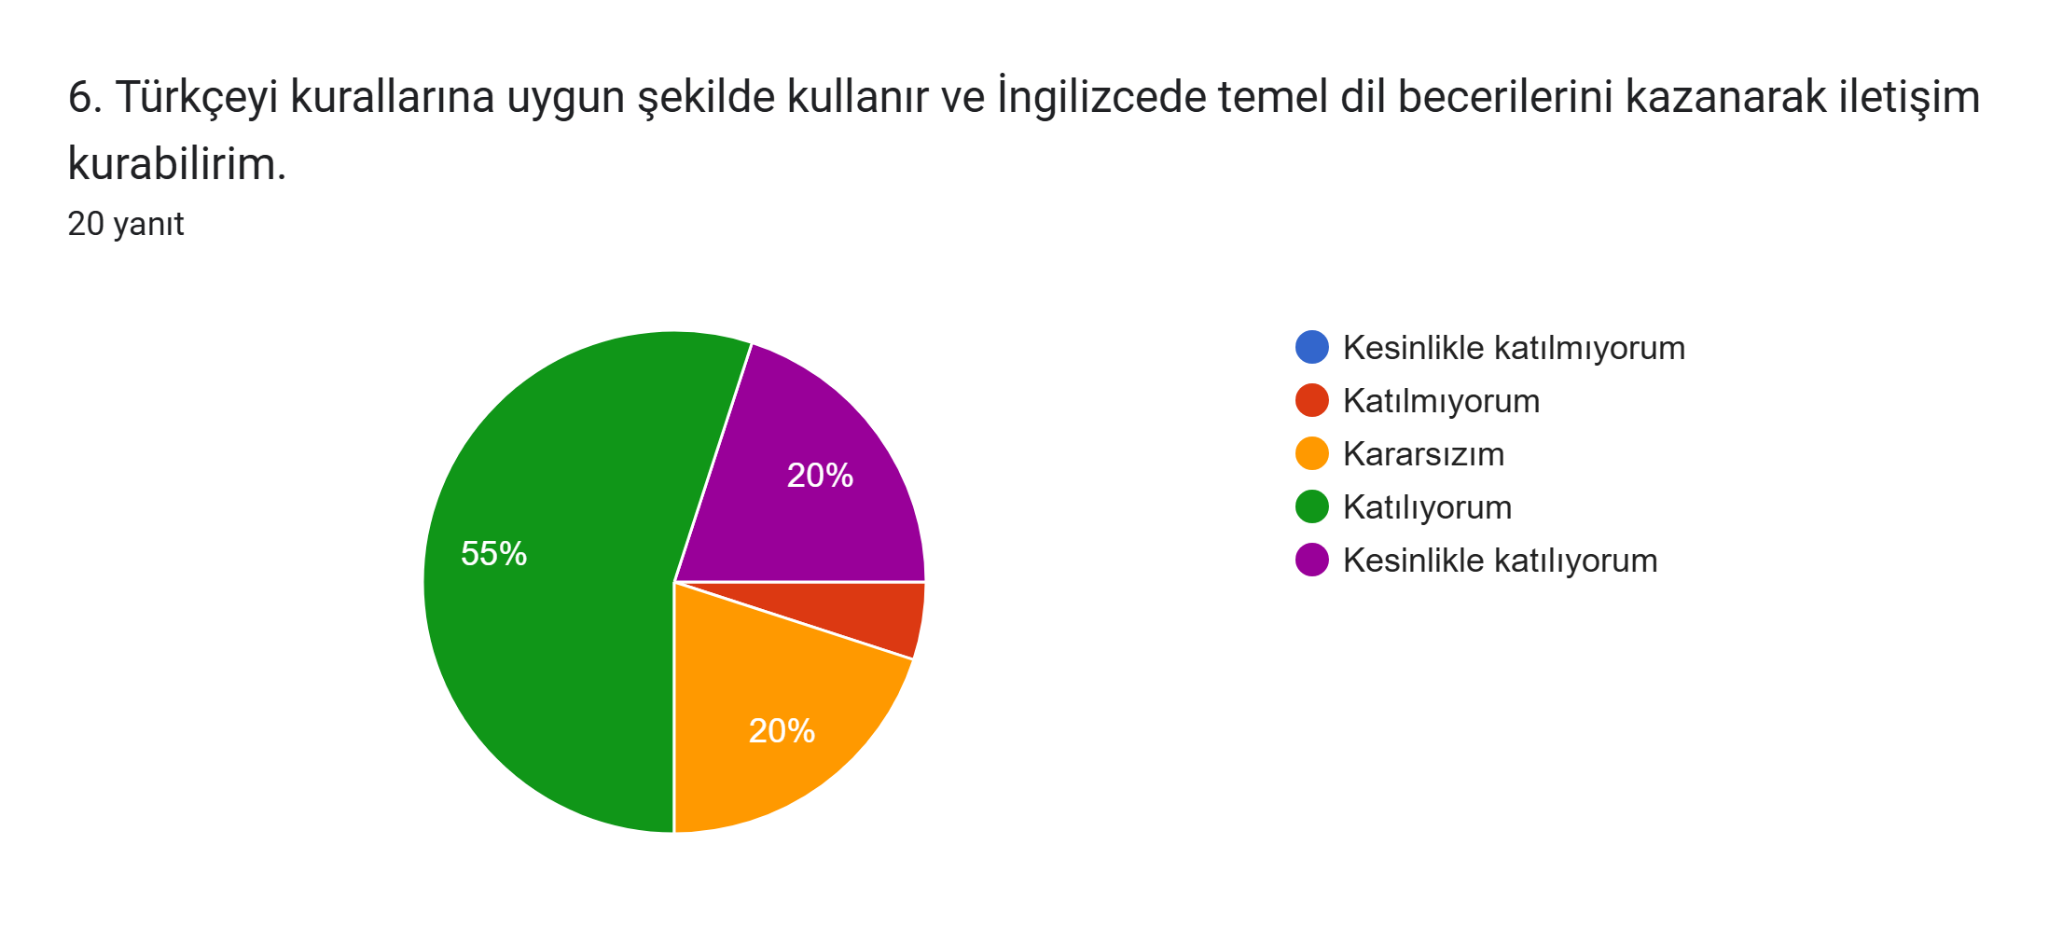 6. Türkçeyi kurallarına uygun şekilde kullanır ve İngilizcede temel dil becerilerini kazanarak iletişim
kurabilirim.
20 yanıt
Kesinlikle katılmıyorum
Katılmıyorum
Kararsızım
Katılıyorum
Kesinlikle katılıyorum
20%
55%
20%